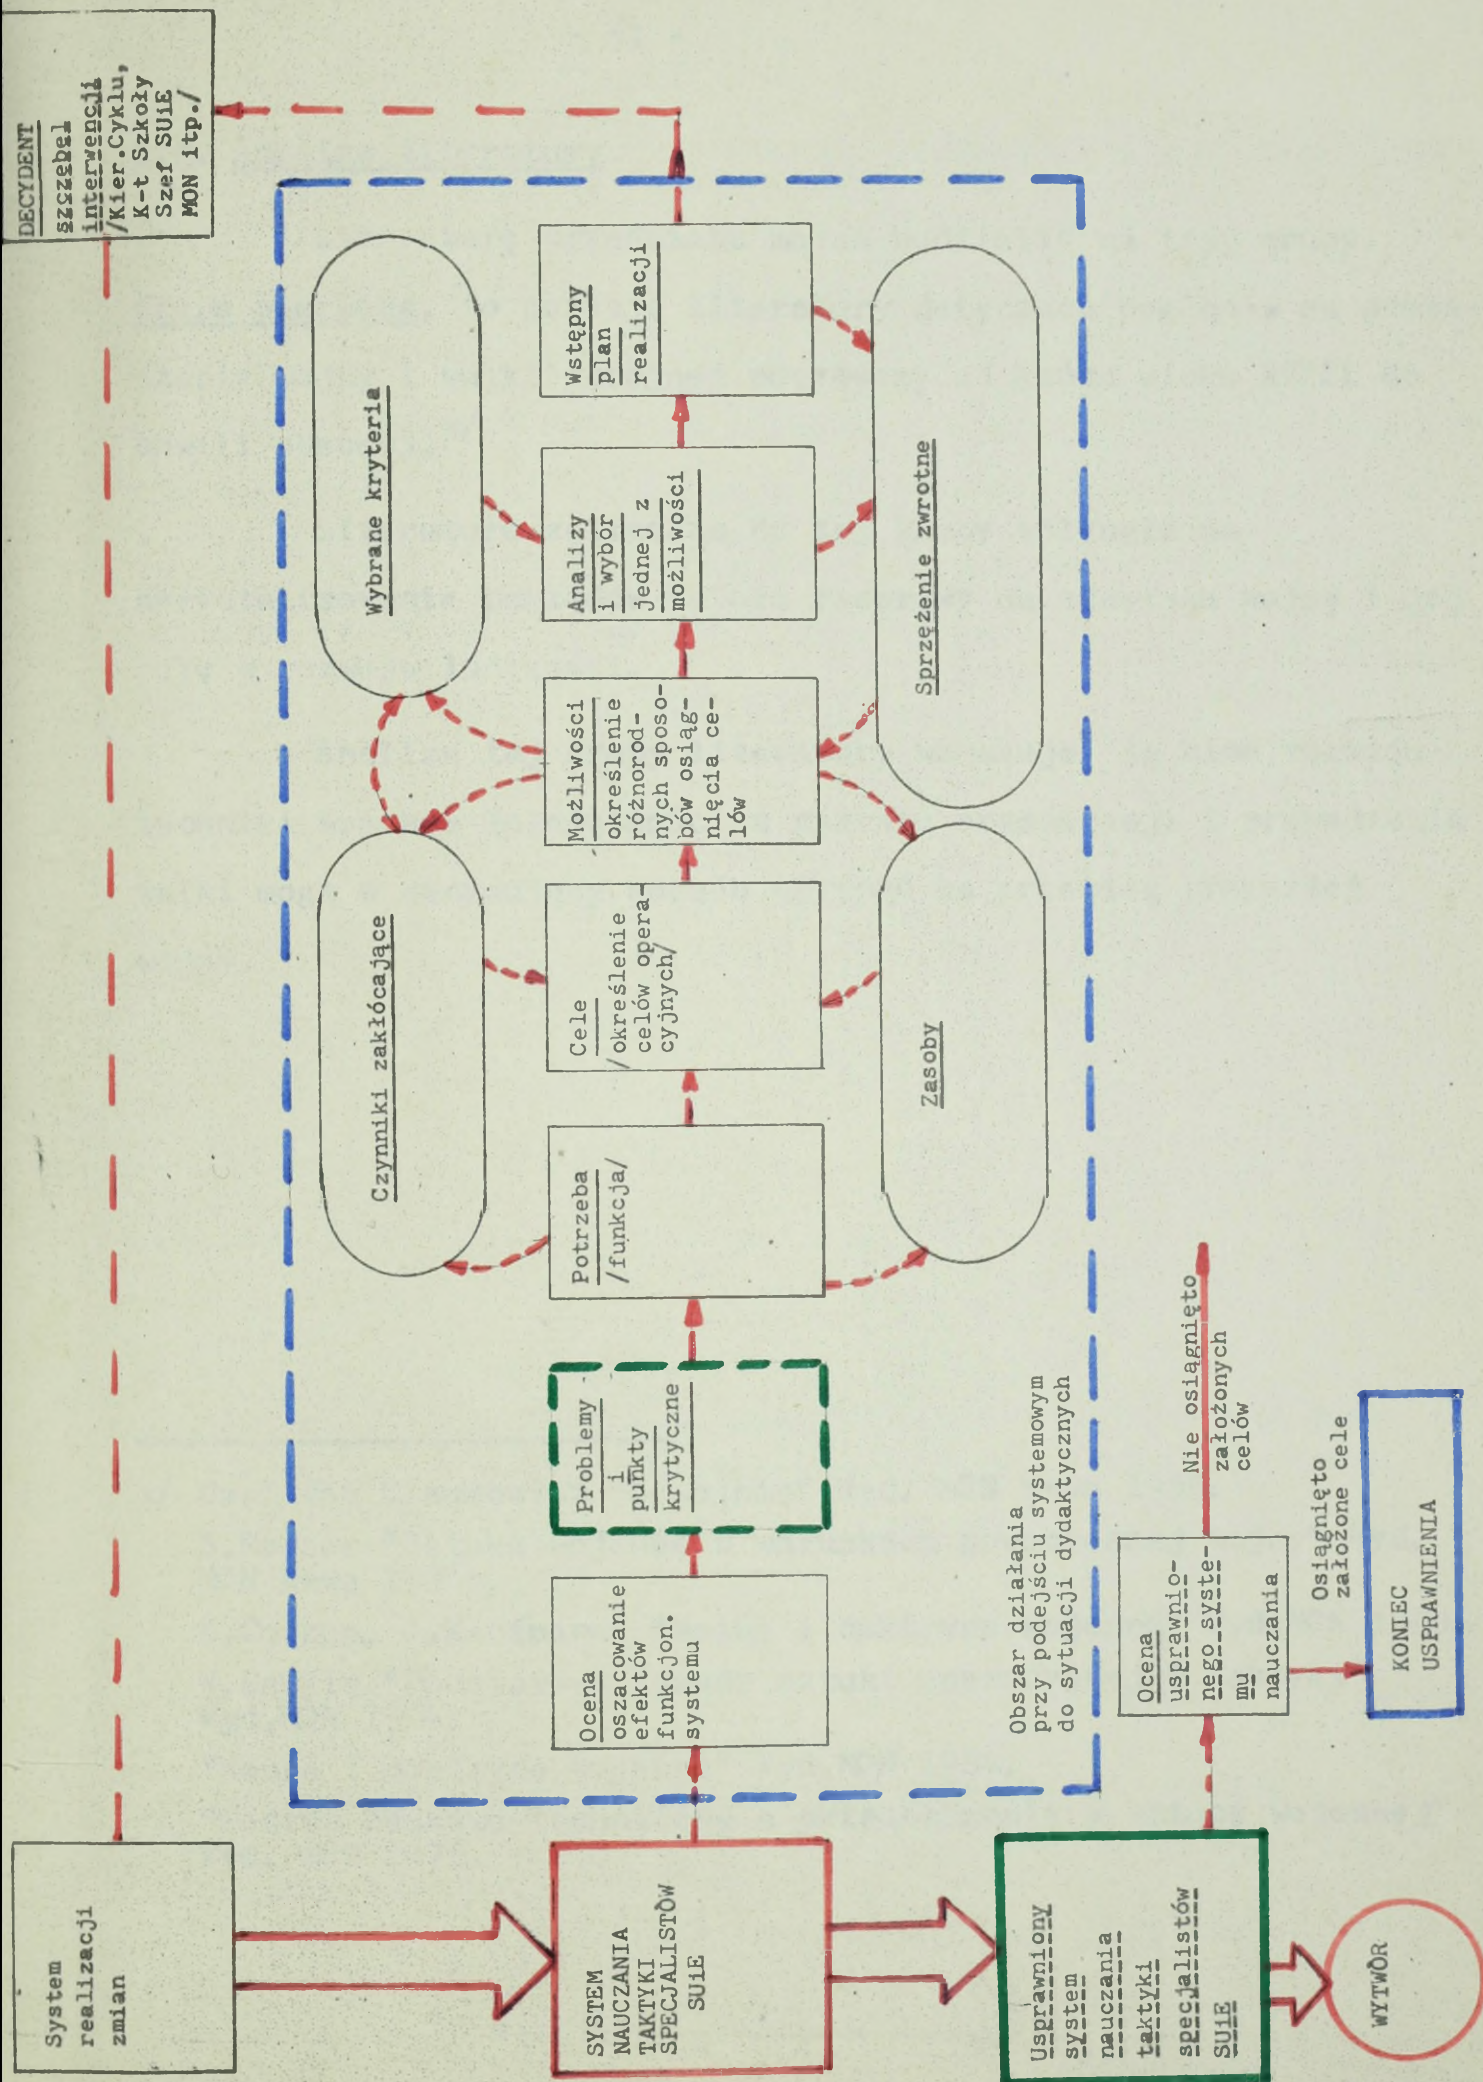 System
realizacji
zmian
DECYDENT
szczebel
interwencji
/Kier.Cyklu,
K-t Szkoły
Szef SUiE
MON itp./
Czynniki zakłócające
Wybrane kryteria
SYSTEM
NAUCZANIA
TAKTYKI
SPECJALISTÓW
SUiE
Ocena
oszacowanie
efektów
funkcjon.
systemu
Problemy
i
punkty
krytyczne
Potrzeba
/funkcja/
Cele
/określenie
celów opera-
cyjnych/
Możliwości
określenie
różnorod-
nych sposo-
bów osiąg-
nięcia ce-
lów
Analizy
i wybór
jednej z
możliwości
Wstępny
plan
realizacji
Zasoby
Sprzężenie zwrotne
Obszar działania
przy podejściu systemowym
do sytuacji dydaktycznych
Usprawniony
system
nauczania
taktyki
specjalistów
SUiE
Ocena
usprawnio-
nego syste-
mu
nauczania
Nie osiągnięto
założonych
celów
Osiągnięto
założone cele
WYTWÓR
KONIEC
USPRAWNIENIA